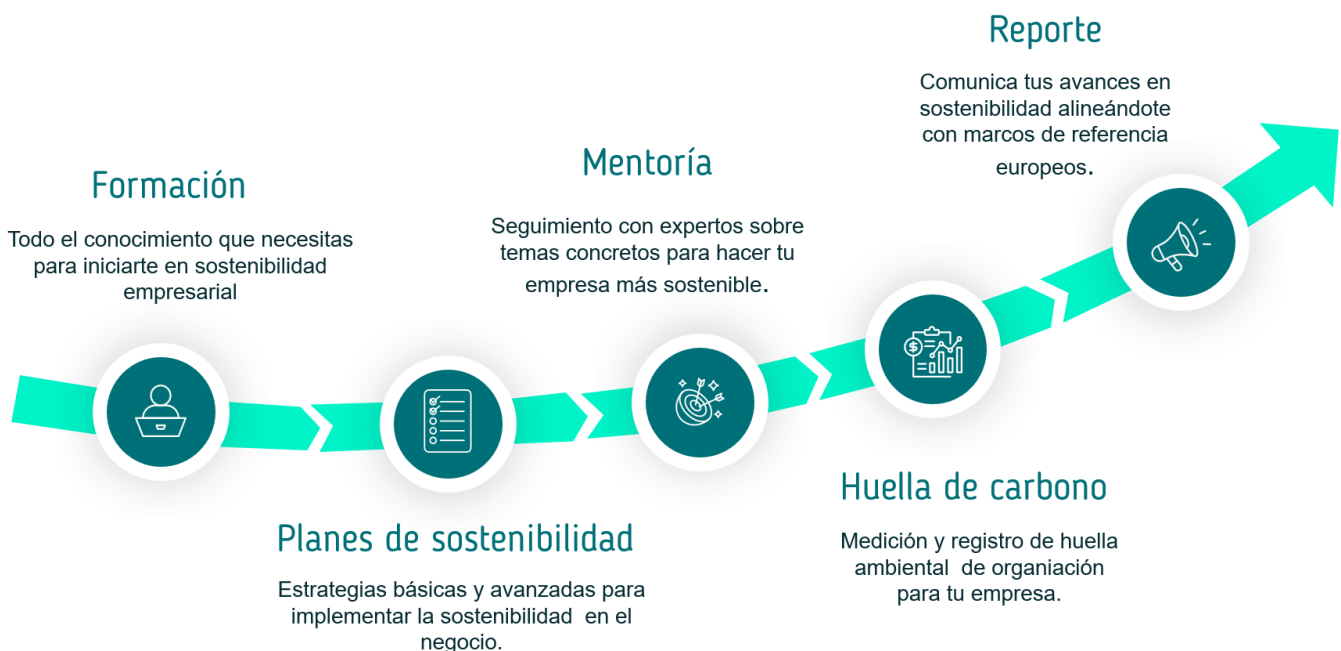 Formación
Todo el conocimiento que necesitas
para iniciarte en sostenibilidad
empresarial
Planes de sostenibilidad
Estrategias básicas y avanzadas para
implementar la sostenibilidad en el
negocio.
Mentoría
Seguimiento con expertos sobre
temas concretos para hacer tu
empresa más sostenible.
Huella de carbono
Medición y registro de huella
ambiental de organiación
para tu empresa.
Reporte
Comunica tus avances en
sostenibilidad alineándote
con marcos de referencia
europeos.